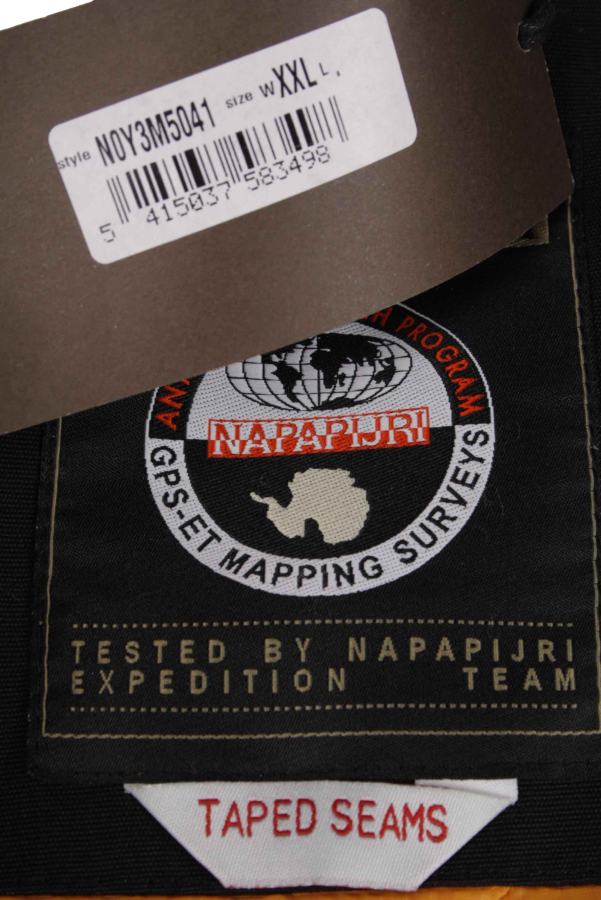 style N0Y3M5041 size W XXL L
5 415037 583498
PROGRAM
NAPAPIJRI
GPS-ET MAPPING SURVEYS
TESTED BY NAPAPIJRI
EXPEDITION TEAM
TAPED SEAMS